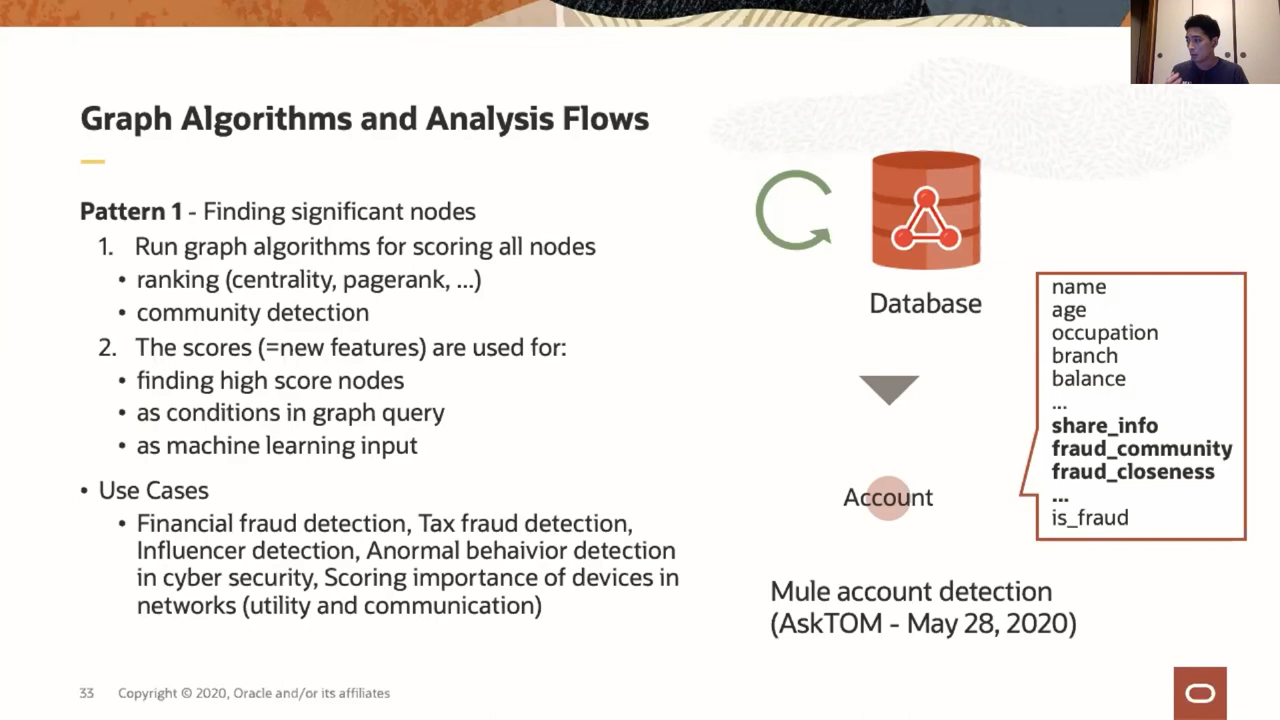 Graph Algorithms and Analysis Flows
Pattern 1 - Finding significant nodes
1. Run graph algorithms for scoring all nodes
• ranking (centrality, pagerank, ...)
• community detection
2. The scores (=new features) are used for:
• finding high score nodes
• as conditions in graph query
• as machine learning input
• Use Cases
• Financial fraud detection, Tax fraud detection,
Influencer detection, Anormal behaivior detection
in cyber security, Scoring importance of devices in
networks (utility and communication)
Database
name
age
occupation
branch
balance
...
share_info
fraud_community
fraud_closeness
...
is_fraud
Account
Mule account detection
(AskTOM - May 28, 2020)
33 Copyright © 2020, Oracle and/or its affiliates